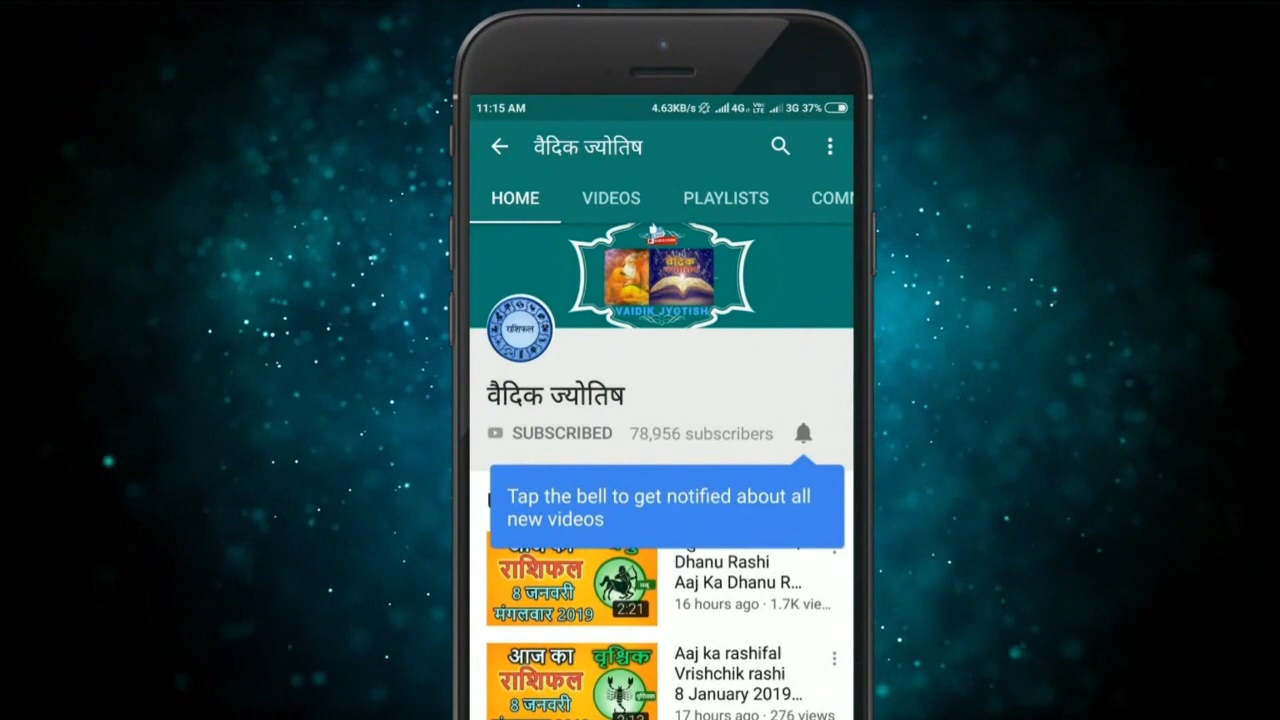 11:15 AM
4.63KB/s 4G VoLTE 3G 37%
वैदिक ज्योतिष
HOME VIDEOS PLAYLISTS COMM
SUBSCRIBE
वैदिक
VAIDIK JYOTISH
राशिफल
वैदिक ज्योतिष
SUBSCRIBED 78,956 subscribers
Tap the bell to get notified about all
new videos
राशिफल
8 जनवरी
मंगलवार 2019
2:21
Dhanu Rashi
Aaj Ka Dhanu R...
16 hours ago · 1.7K vie...
आज का वृश्चिक
राशिफल
8 जनवरी
Aaj ka rashifal
Vrishchik rashi
8 January 2019...
17 hours ago · 276 views